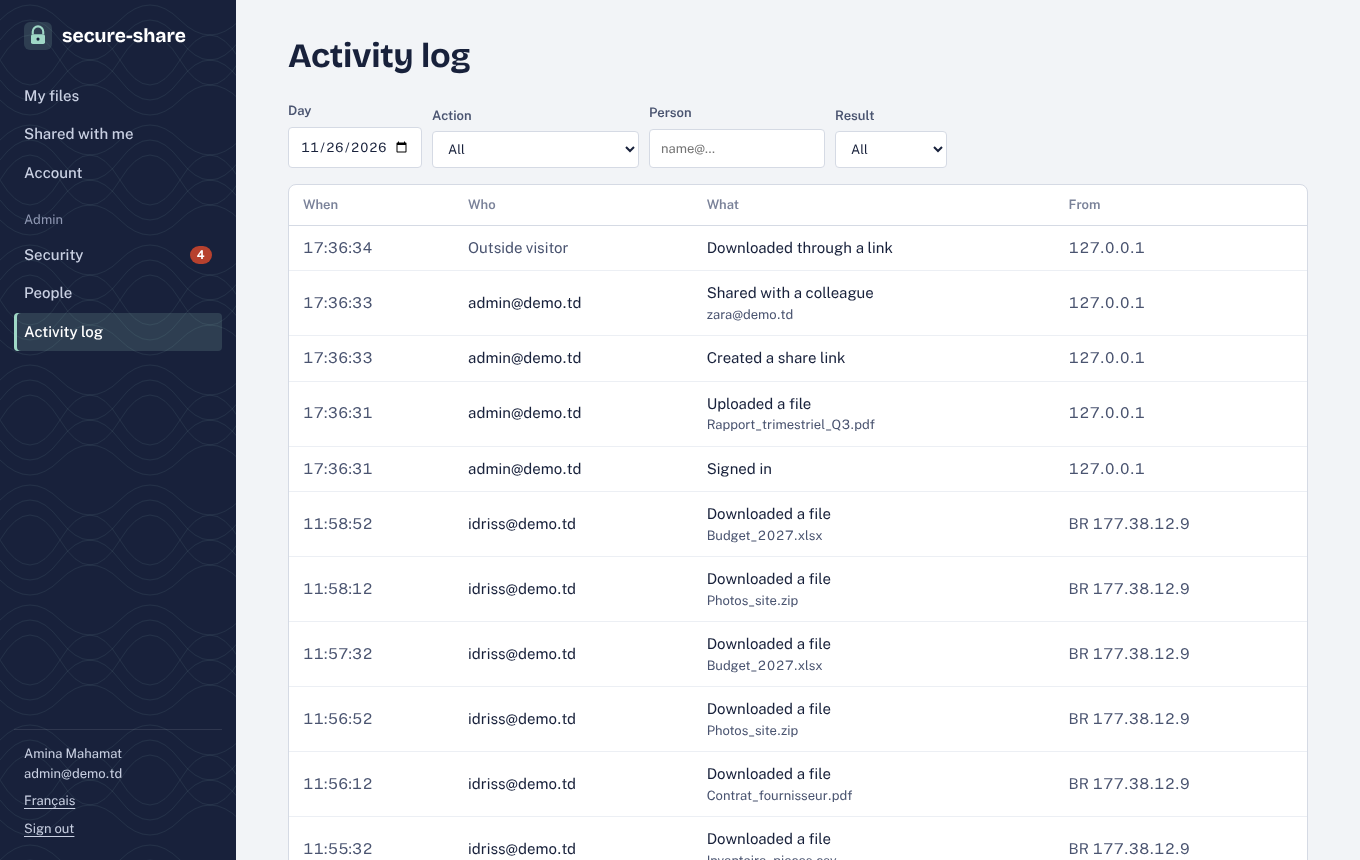 secure-share
My files
Shared with me
Account
Admin
Security 4
People
Activity log
Amina Mahamat
admin@demo.td
Français
Sign out
Activity log
Day Action Person Result
11/26/2026 All name@... All
When Who What From
17:36:34 Outside visitor Downloaded through a link 127.0.0.1
17:36:33 admin@demo.td Shared with a colleague 127.0.0.1
zara@demo.td
17:36:33 admin@demo.td Created a share link 127.0.0.1
17:36:31 admin@demo.td Uploaded a file 127.0.0.1
Rapport_trimestriel_Q3.pdf
17:36:31 admin@demo.td Signed in 127.0.0.1
11:58:52 idriss@demo.td Downloaded a file BR 177.38.12.9
Budget_2027.xlsx
11:58:12 idriss@demo.td Downloaded a file BR 177.38.12.9
Photos_site.zip
11:57:32 idriss@demo.td Downloaded a file BR 177.38.12.9
Budget_2027.xlsx
11:56:52 idriss@demo.td Downloaded a file BR 177.38.12.9
Photos_site.zip
11:56:12 idriss@demo.td Downloaded a file BR 177.38.12.9
Contrat_fournisseur.pdf
11:55:32 idriss@demo.td Downloaded a file BR 177.38.12.9